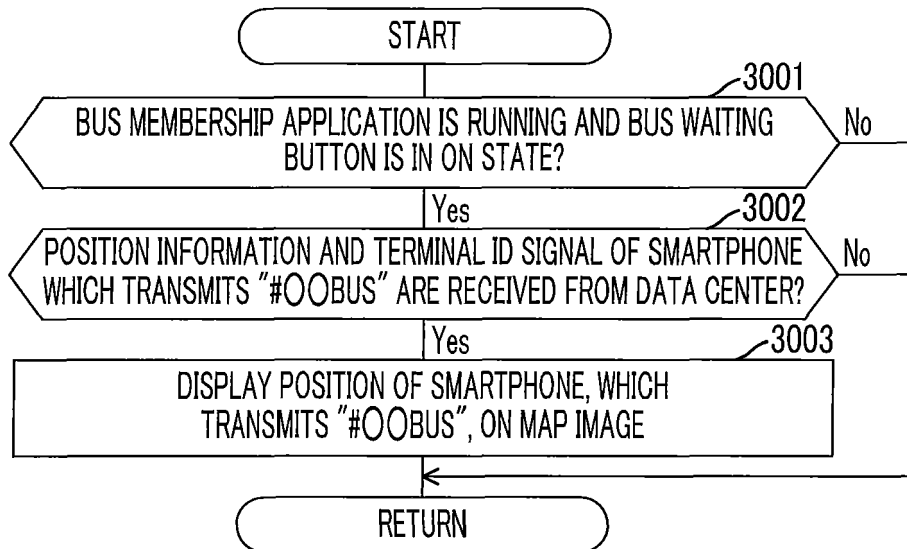 START
3001
BUS MEMBERSHIP APPLICATION IS RUNNING AND BUS WAITING
BUTTON IS IN ON STATE?
No
Yes
3002
POSITION INFORMATION AND TERMINAL ID SIGNAL OF SMARTPHONE
WHICH TRANSMITS "#○○BUS" ARE RECEIVED FROM DATA CENTER?
No
Yes
3003
DISPLAY POSITION OF SMARTPHONE, WHICH
TRANSMITS "#○○BUS", ON MAP IMAGE
RETURN